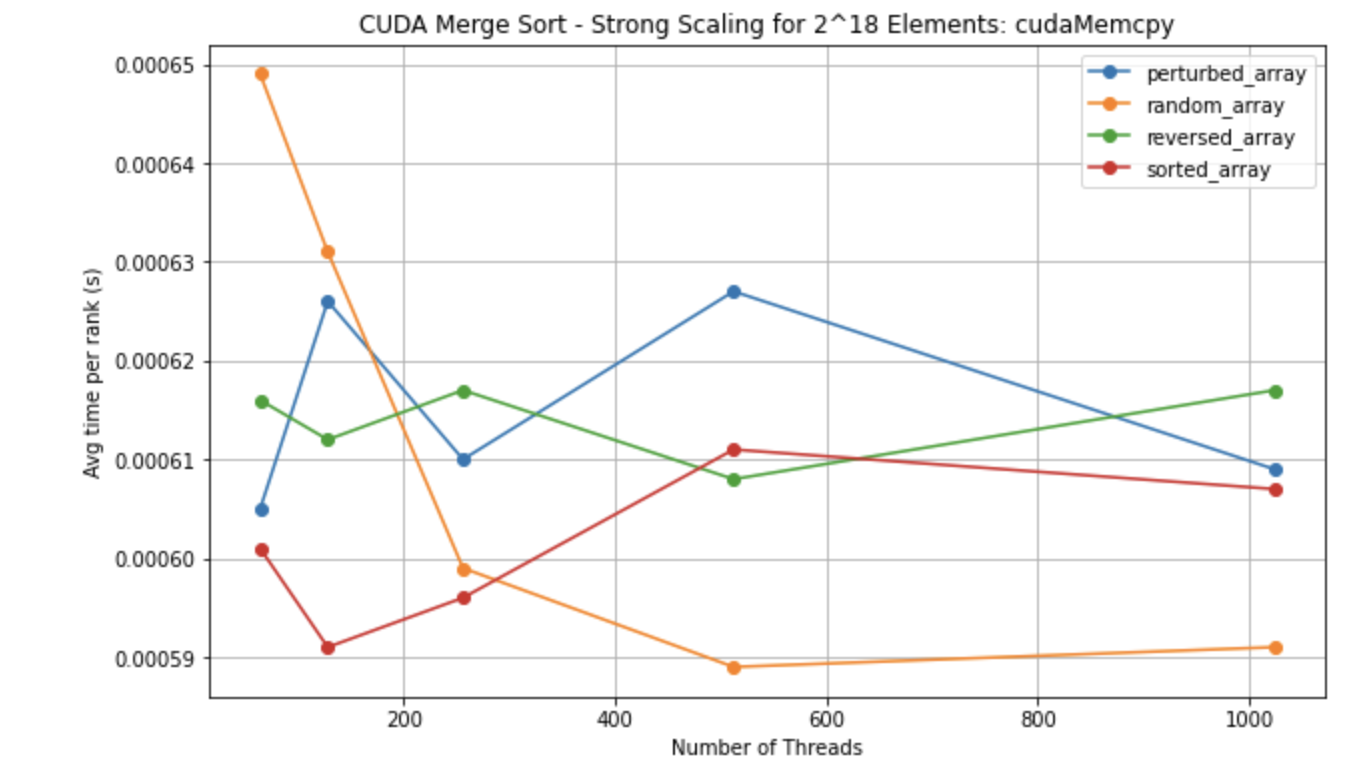 CUDA Merge Sort - Strong Scaling for 2^18 Elements: cudaMemcpy
perturbed_array
random_array
reversed_array
sorted_array
Avg time per rank (s)
0.00065
0.00064
0.00063
0.00062
0.00061
0.00060
0.00059
200
400
600
800
1000
Number of Threads